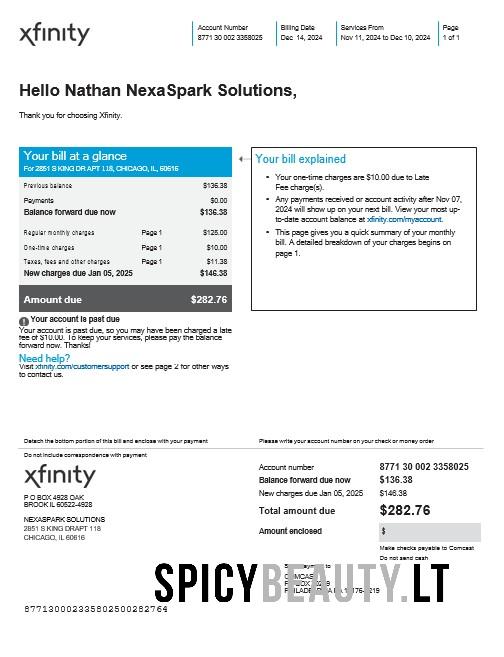 xfinity
Account Number
8771 30 002 3358025
Billing Date
Dec 14, 2024
Services From
Nov 11, 2024 to Dec 10, 2024
Page
1 of 1
Hello Nathan NexaSpark Solutions,
Thank you for choosing Xfinity.
Your bill at a glance
For 2851 S KING DR APT 118, CHICAGO, IL, 60616
Previous balance $136.38
Payments $0.00
Balance forward due now $136.38
Regular monthly charges Page 1 $125.00
One-time charges Page 1 $10.00
Taxes, fees and other charges Page 1 $11.38
New charges due Jan 05, 2025 $146.38
Amount due $282.76
Your account is past due
Your account is past due, so you may have been charged a late
fee of $10.00. To keep your services, please pay the balance
forward now. Thanks!
Need help?
Visit xfinity.com/customersupport or see page 2 for other ways
to contact us.
Your bill explained
• Your one-time charges are $10.00 due to Late
Fee charge(s).
• Any payments received or account activity after Nov 07,
2024 will show up on your next bill. View your most up-
to-date account balance at xfinity.com/myaccount.
• This page gives you a quick summary of your monthly
bill. A detailed breakdown of your charges begins on
page 1.
Detach the bottom portion of this bill and enclose with your payment
Please write your account number on your check or money order
Do not include correspondence with payment
xfinity
P O BOX 4928 OAK
BROOK IL 60522-4928
NEXASPARK SOLUTIONS
2851 S KING DRAPT 118
CHICAGO, IL 60616
Account number 8771 30 002 3358025
Balance forward due now $136.38
New charges due Jan 05, 2025 $146.38
Total amount due $282.76
Amount enclosed $
Make checks payable to Comcast
Do not send cash
SPICYBEAUTY.LT
COMCAST
PHILADELPHIA PA
8771300023358025002​82764